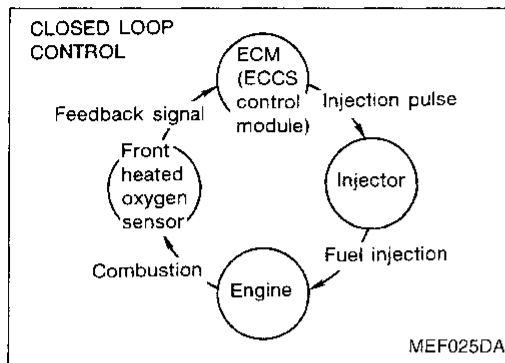 CLOSED LOOP
CONTROL
ECM
(ECCS
control
module)
Injection pulse
Injector
Fuel injection
Engine
Combustion
Front
heated
oxygen
sensor
Feedback signal
MEF025DA